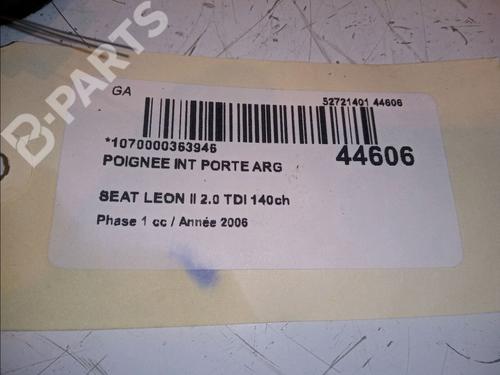 B-PARTS
GA
52721401 44606
*1070000363946
44606
POIGNEE INT PORTE ARG
SEAT LEON II 2.0 TDI 140ch
Phase 1 cc / Année 2006